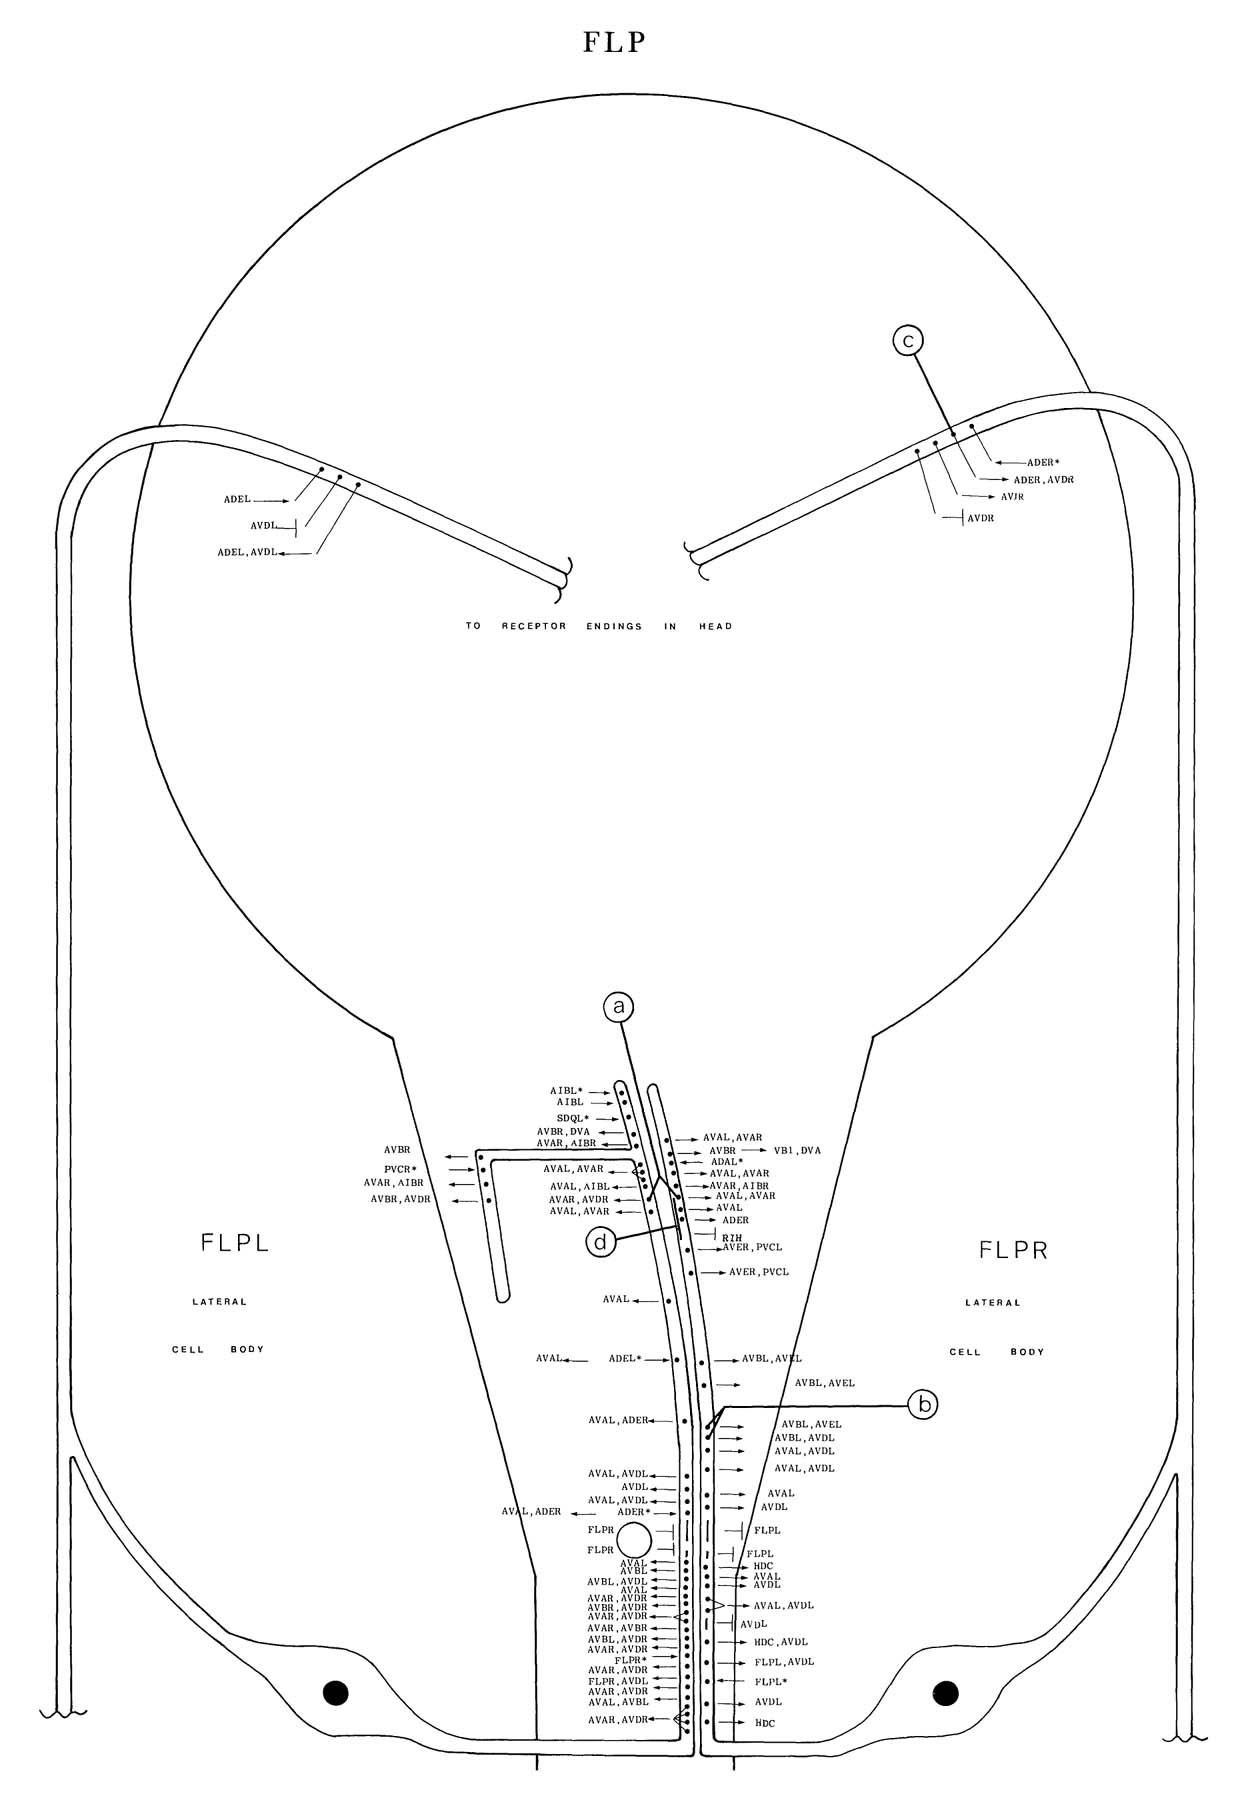 FLP
c
ADER*
ADER,AVDR
AVJR
AVDR
ADEL
AVDL
ADEL,AVDL
TO RECEPTOR ENDINGS IN HEAD
a
AIBL*
AIBL
SDQL*
AVBR,DVA
AVAR,AIBR
AVBR
PVCR*
AVAR,AIBR
AVBR,AVDR
AVAL,AVAR
AVAL,AIBL
AVAR,AVDR
AVAL,AVAR
AVAL,AVAR
AVBR VB1,DVA
ADAL*
AVAL,AVAR
AVAR,AIBR
AVAL,AVAR
AVAL
ADER
RIH
AVER,PVCL
AVER,PVCL
d
FLPL
LATERAL
CELL BODY
FLPR
LATERAL
CELL BODY
AVAL
AVAL ADEL*
AVAL,ADER
AVBL,AVEL
AVBL,AVEL
b
AVBL,AVEL
AVBL,AVDL
AVAL,AVDL
AVAL,AVDL
AVAL
AVDL
FLPL
FLPL
HDC
AVAL
AVDL
AVAL,AVDL
AVDL
HDC,AVDL
FLPL,AVDL
FLPL*
AVDL
HDC
AVAL,AVDL
AVDL
AVAL,AVDL
AVAL,ADER ADER*
FLPR
FLPR
AVAL
AVBL
AVBL,AVDL
AVAL
AVAR,AVDR
AVBR,AVDR
AVAR,AVDR
AVAR,AVBR
AVBL,AVDR
AVAR,AVDR
FLPR*
AVAR,AVDR
FLPR,AVDL
AVAR,AVDR
AVAL,AVBL
AVAR,AVDR